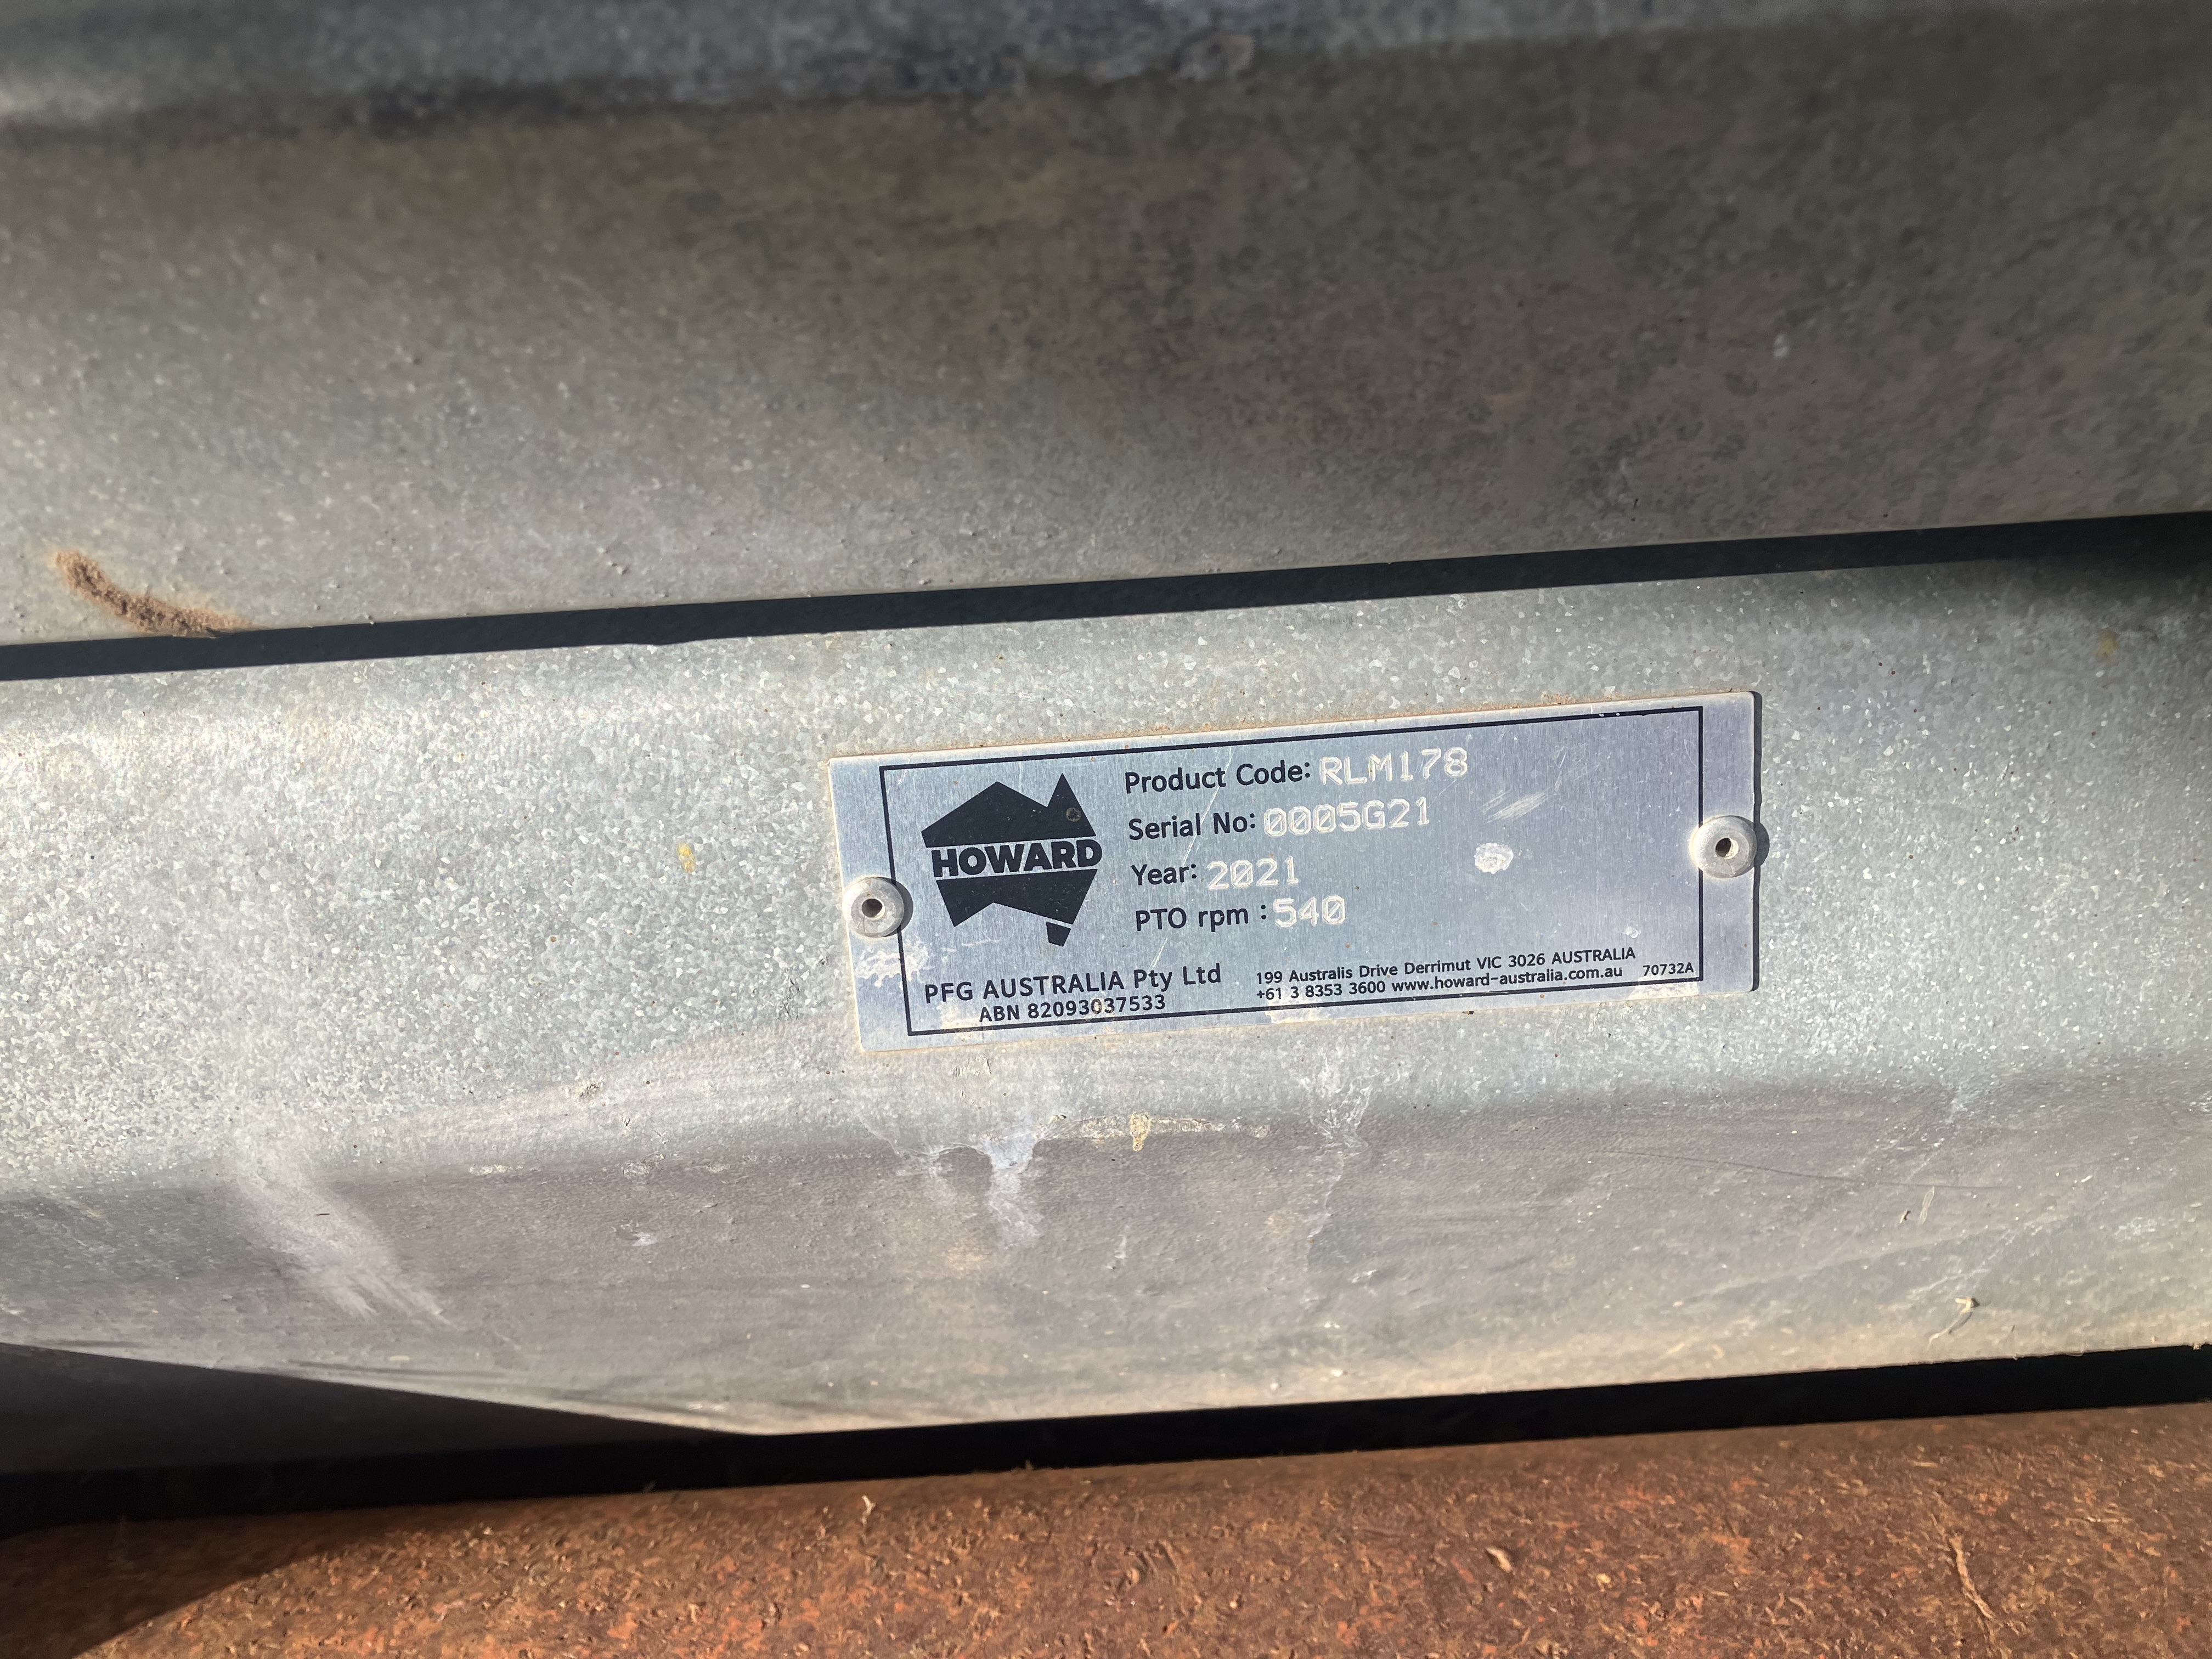 HOWARD
Product Code: RLM178
Serial No: 0005G21
Year: 2021
PTO rpm : 540
PFG AUSTRALIA Pty Ltd
ABN 82093037533
199 Australis Drive Derrimut VIC 3026 AUSTRALIA
+61 3 8353 3600 www.howard-australia.com.au 70732A